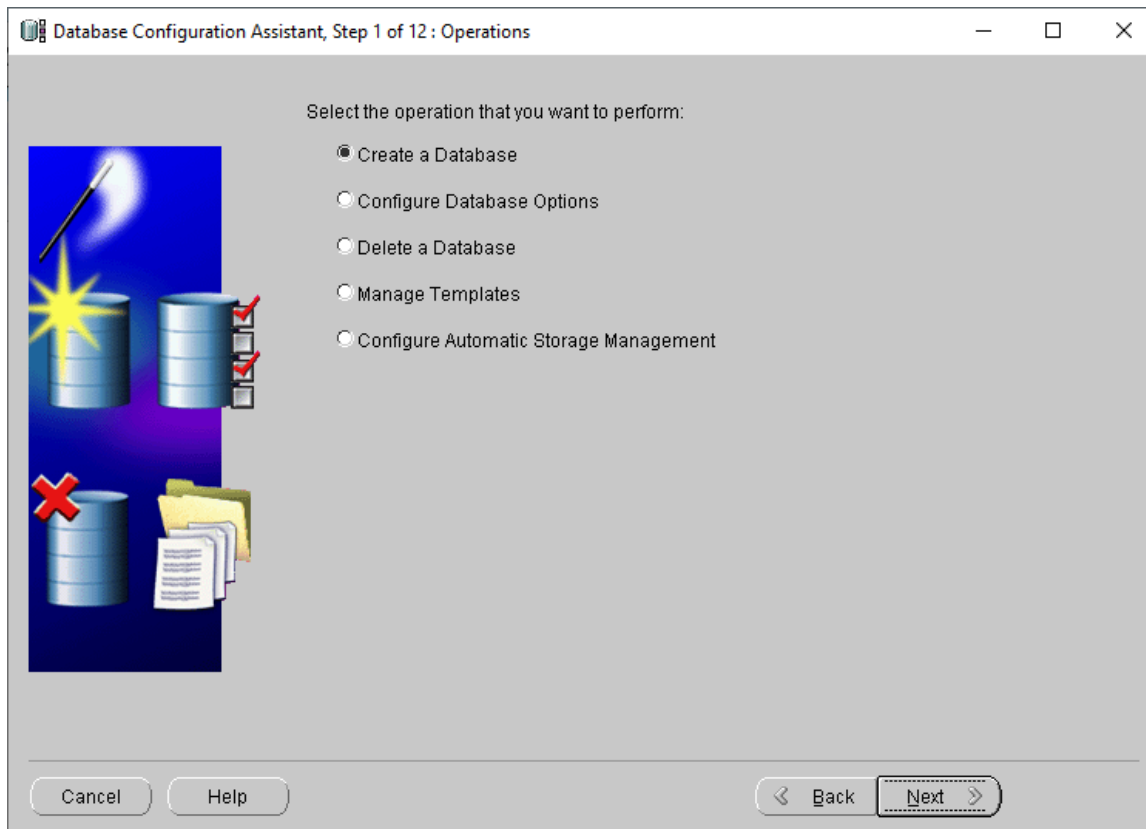 Database Configuration Assistant, Step 1 of 12 : Operations
Select the operation that you want to perform:
Create a Database
Configure Database Options
Delete a Database
Manage Templates
Configure Automatic Storage Management
Cancel
Help
Back
Next